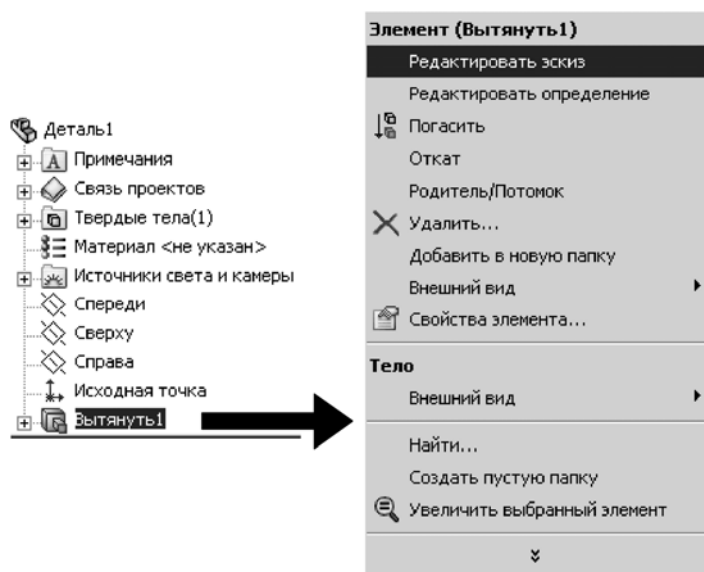 Деталь1
Примечания
Связь проектов
Твердые тела(1)
Материал <не указан>
Источники света и камеры
Спереди
Сверху
Справа
Исходная точка
Вытянуть1
Элемент (Вытянуть1)
Редактировать эскиз
Редактировать определение
Погасить
Откат
Родитель/Потомок
Удалить...
Добавить в новую папку
Внешний вид
Свойства элемента...
Тело
Внешний вид
Найти...
Создать пустую папку
Увеличить выбранный элемент